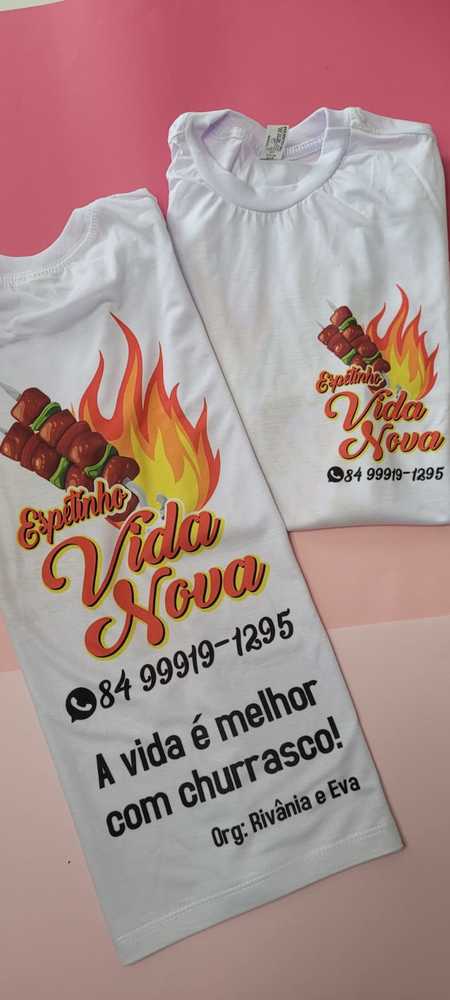 Espetinho
Vida
Nova
84 99919-1295
A vida é melhor
com churrasco!
Org: Rivânia e Eva
Espetinho
Vida
Nova
84 99919-1295